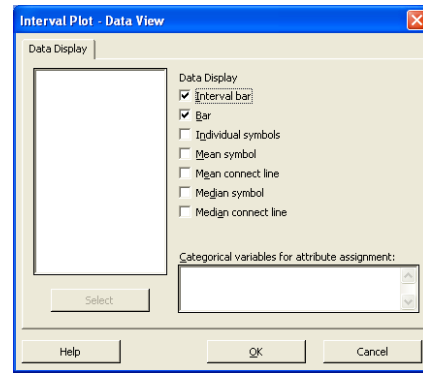 Interval Plot - Data View
Data Display
Data Display
Interval bar
Bar
Individual symbols
Mean symbol
Mean connect line
Median symbol
Median connect line
Categorical variables for attribute assignment:
Select
Help
OK
Cancel